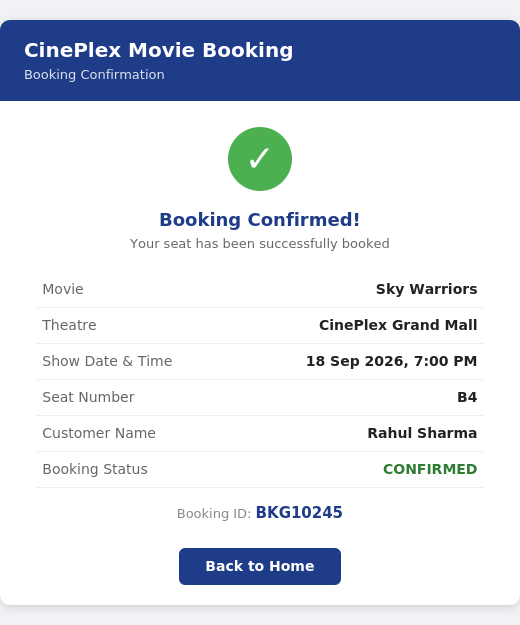 CinePlex Movie Booking
Booking Confirmation
✓
Booking Confirmed!
Your seat has been successfully booked
Movie Sky Warriors
Theatre CinePlex Grand Mall
Show Date & Time 18 Sep 2026, 7:00 PM
Seat Number B4
Customer Name Rahul Sharma
Booking Status CONFIRMED
Booking ID: BKG10245
Back to Home